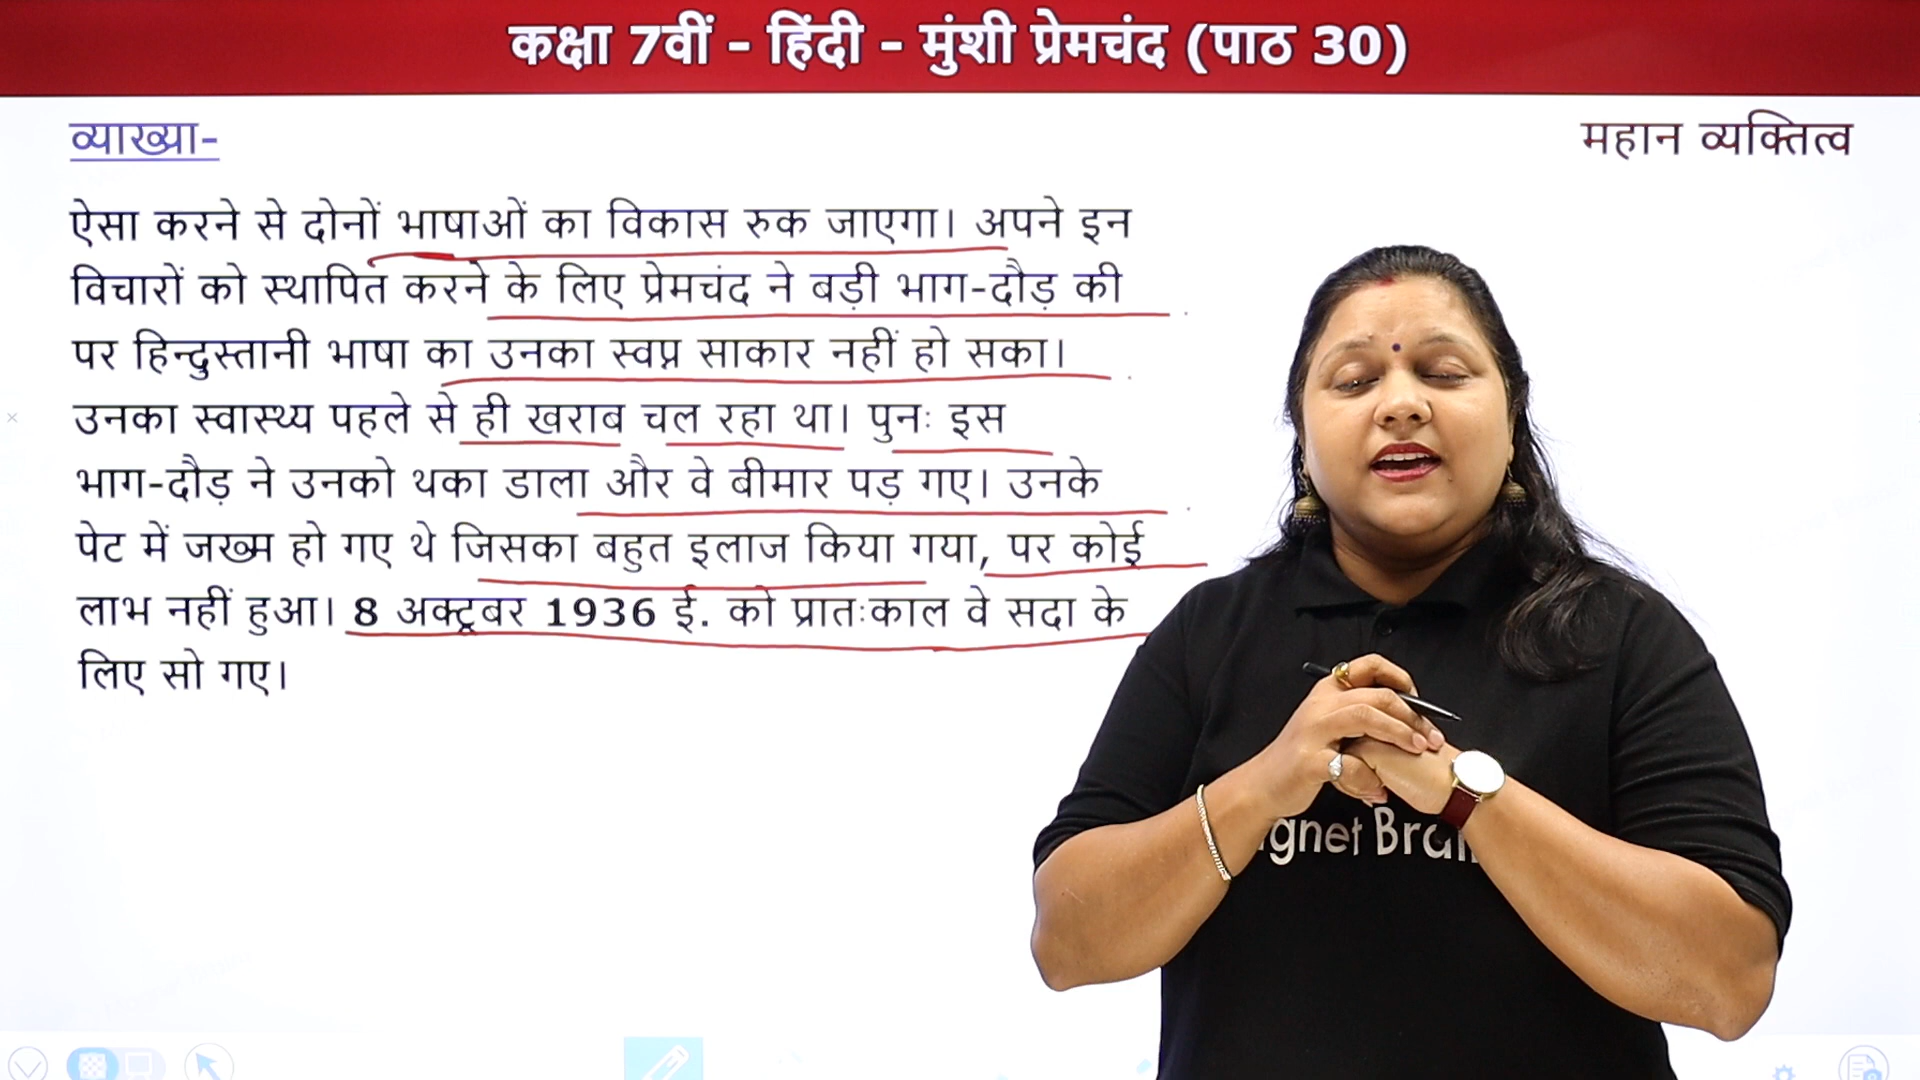 कक्षा 7वीं - हिंदी - मुंशी प्रेमचंद (पाठ 30)
व्याख्या-
महान व्यक्तित्व
ऐसा करने से दोनों भाषाओं का विकास रुक जाएगा। अपने इन
विचारों को स्थापित करने के लिए प्रेमचंद ने बड़ी भाग-दौड़ की
पर हिन्दुस्तानी भाषा का उनका स्वप्न साकार नहीं हो सका।
उनका स्वास्थ्य पहले से ही खराब चल रहा था। पुनः इस
भाग-दौड़ ने उनको थका डाला और वे बीमार पड़ गए। उनके
पेट में जख्म हो गए थे जिसका बहुत इलाज किया गया, पर कोई
लाभ नहीं हुआ। 8 अक्टूबर 1936 ई. को प्रातःकाल वे सदा के
लिए सो गए।